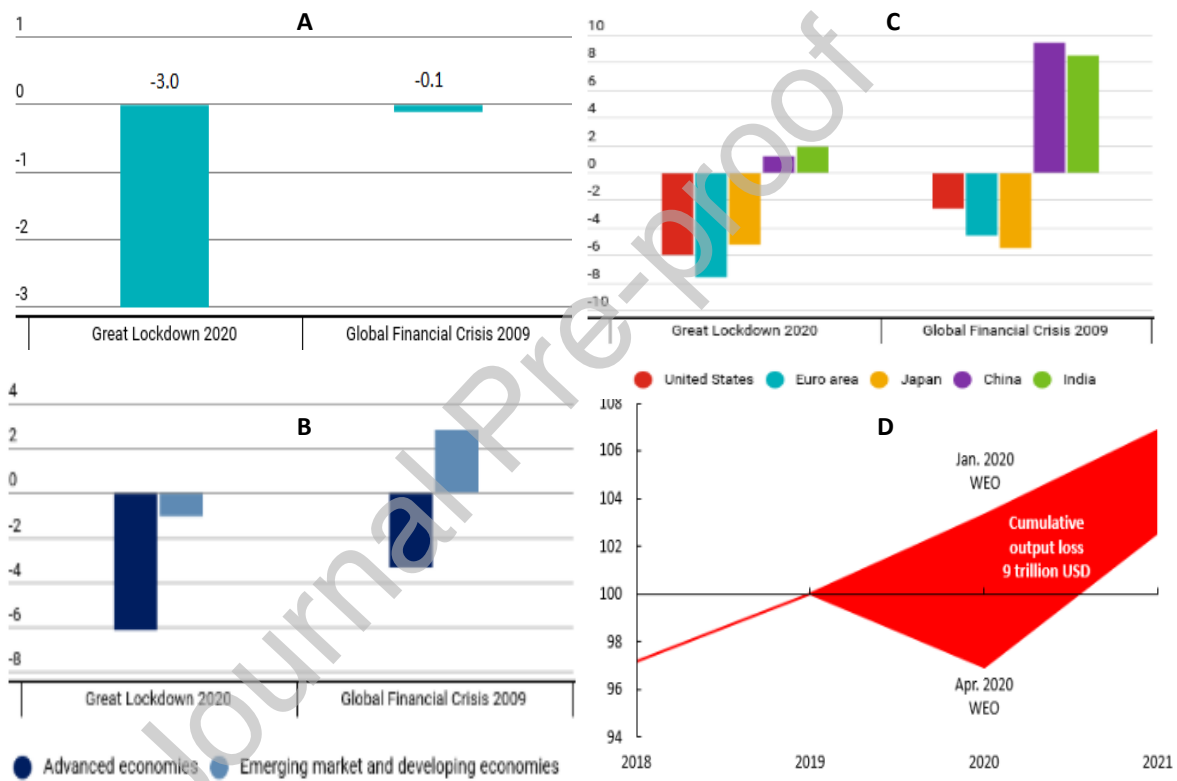 A
1
0
-1
-2
-3
-3.0
-0.1
Great Lockdown 2020
Global Financial Crisis 2009
C
10
8
6
4
2
0
-2
-4
-6
-8
-10
Great Lockdown 2020
Global Financial Crisis 2009
United States
Euro area
Japan
China
India
B
4
2
0
-2
-4
-6
-8
Great Lockdown 2020
Global Financial Crisis 2009
Advanced economies
Emerging market and developing economies
D
108
106
104
102
100
98
96
94
Jan. 2020
WEO
Cumulative
output loss
9 trillion USD
Apr. 2020
WEO
2018
2019
2020
2021
Journal Pre-proof